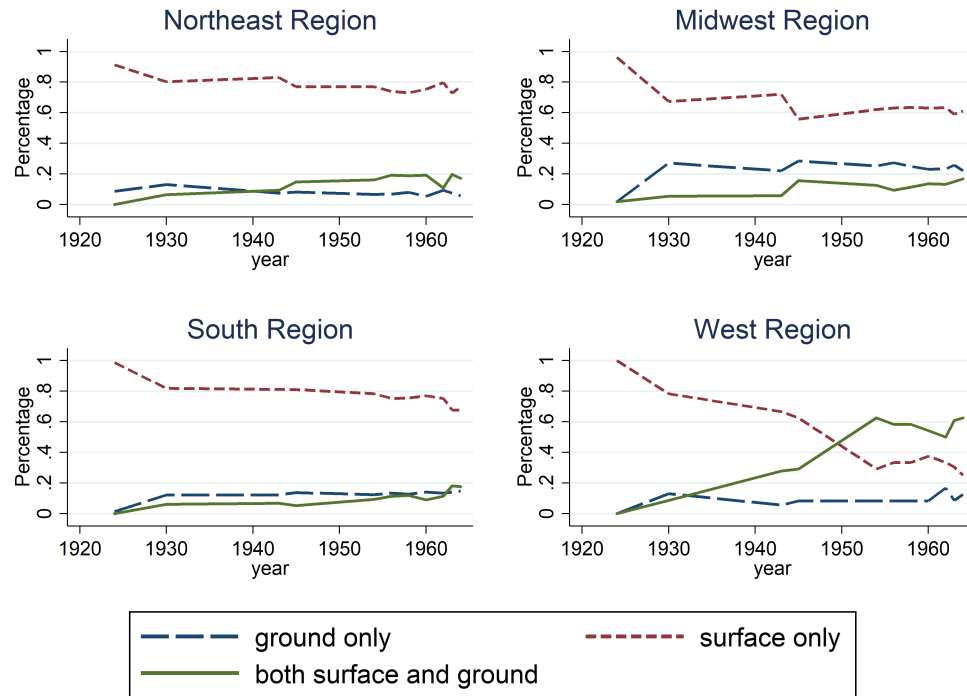 Northeast Region
Midwest Region
Percentage
0 .2 .4 .6 .8 1
1920 1930 1940 1950 1960
year
Percentage
0 .2 .4 .6 .8 1
1920 1930 1940 1950 1960
year
South Region
West Region
Percentage
0 .2 .4 .6 .8 1
1920 1930 1940 1950 1960
year
Percentage
0 .2 .4 .6 .8 1
1920 1930 1940 1950 1960
year
ground only
surface only
both surface and ground